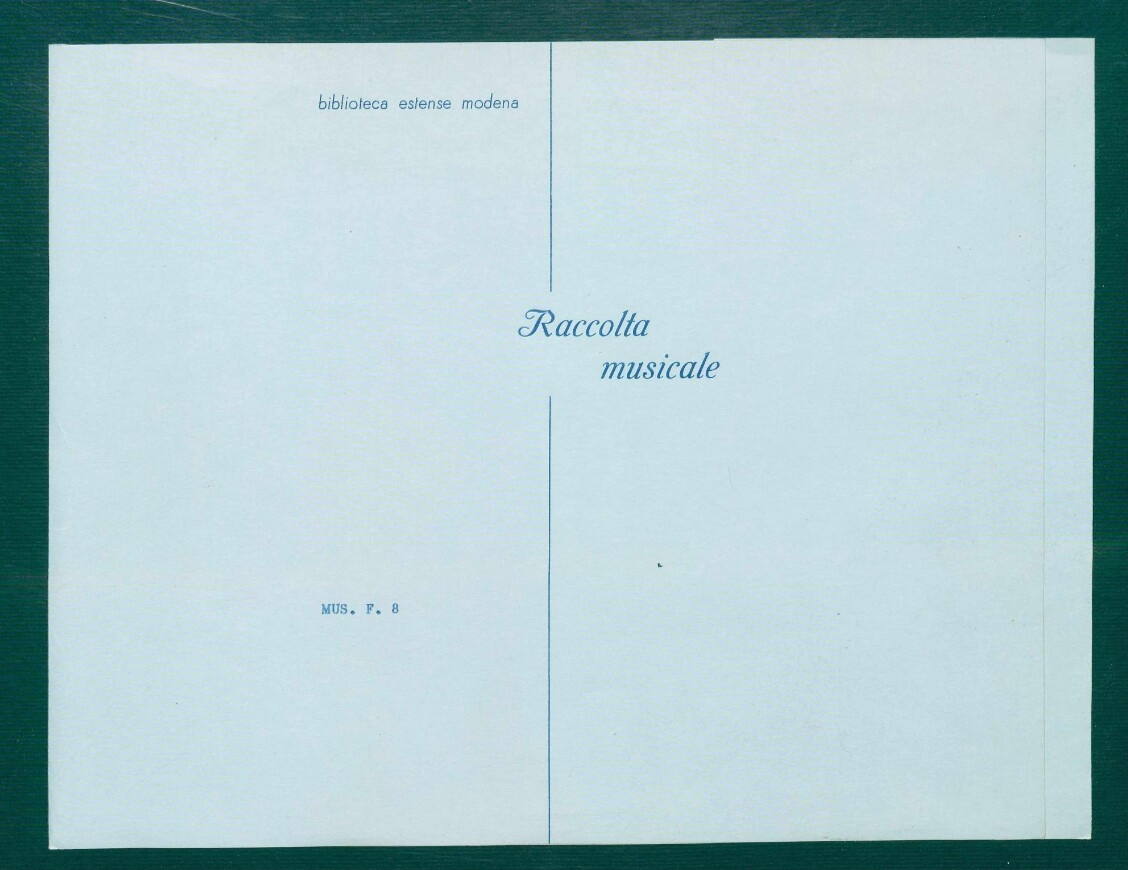 biblioteca estense modena
Raccolta
musicale
MUS. F. 8